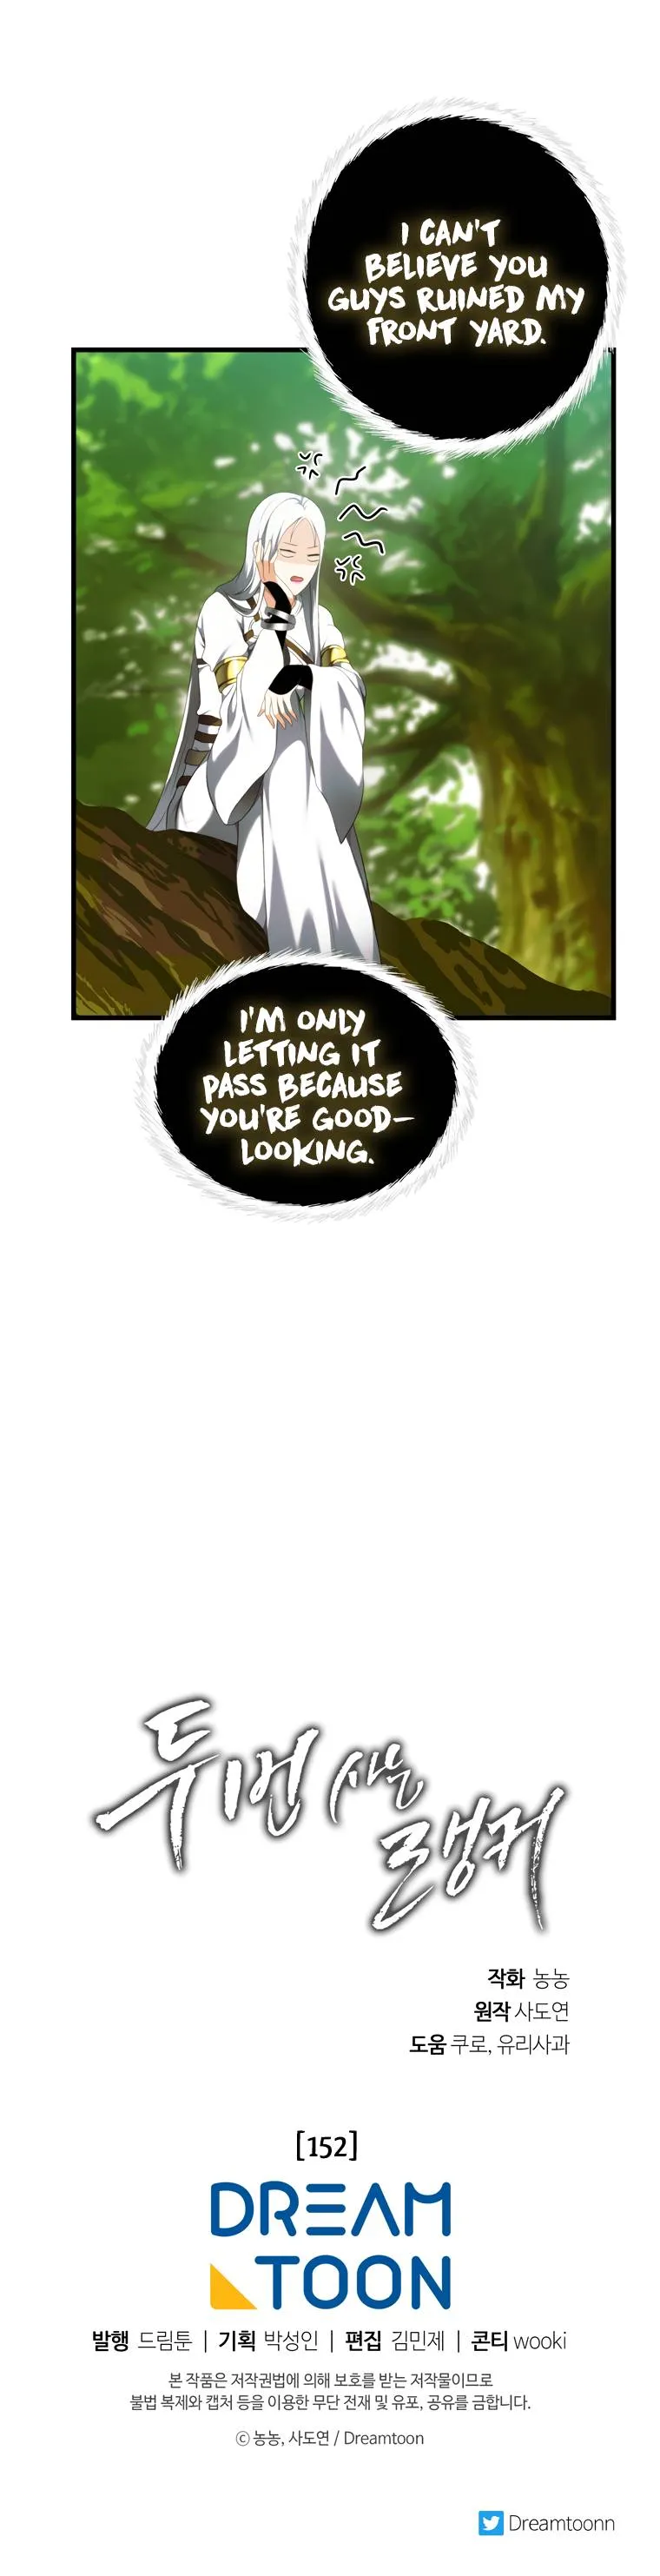 I CAN'T
BELIEVE YOU
GUYS RUINED MY
FRONT YARD.
I'M ONLY
LETTING IT
PASS BECAUSE
YOU'RE GOOD-
LOOKING.
두 번 사는
랭커
작화 농농
원작 사도연
도움 쿠로, 유리사과
[152]
DREAM
TOON
발행 드림툰 | 기획 박성인 | 편집 김민제 | 콘티 wooki
본 작품은 저작권법에 의해 보호를 받는 저작물이므로
불법 복제와 캡처 등을 이용한 무단 전재 및 유포, 공유를 금합니다.
ⓒ 농농, 사도연 / Dreamtoon
Dreamtoonn